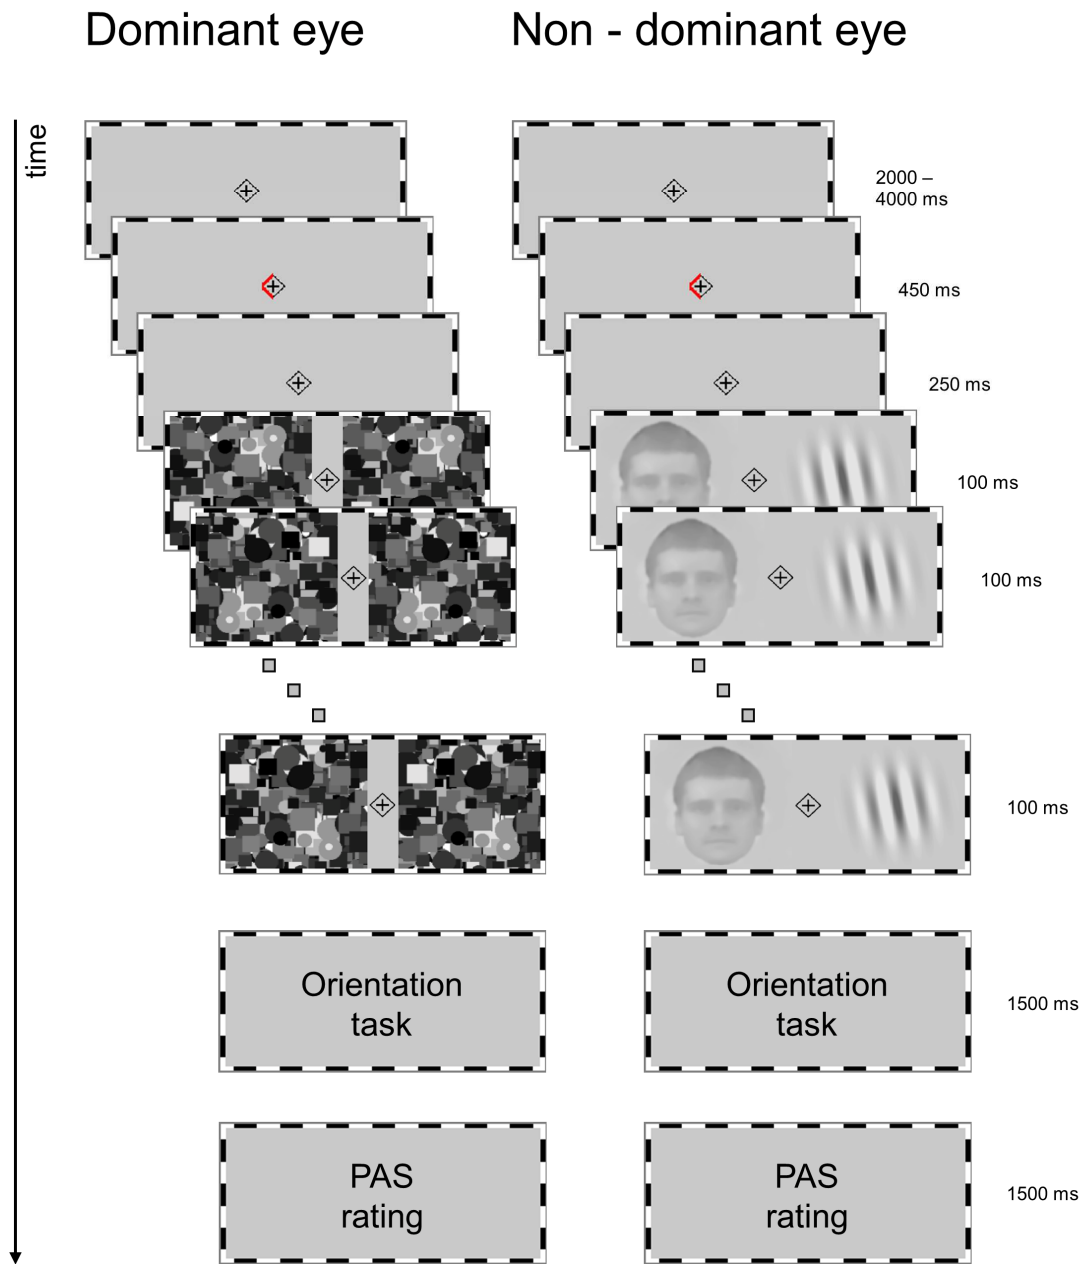 Dominant eye
Non - dominant eye
time
2000 –
4000 ms
450 ms
250 ms
100 ms
100 ms
100 ms
Orientation
task
Orientation
task
1500 ms
PAS
rating
PAS
rating
1500 ms